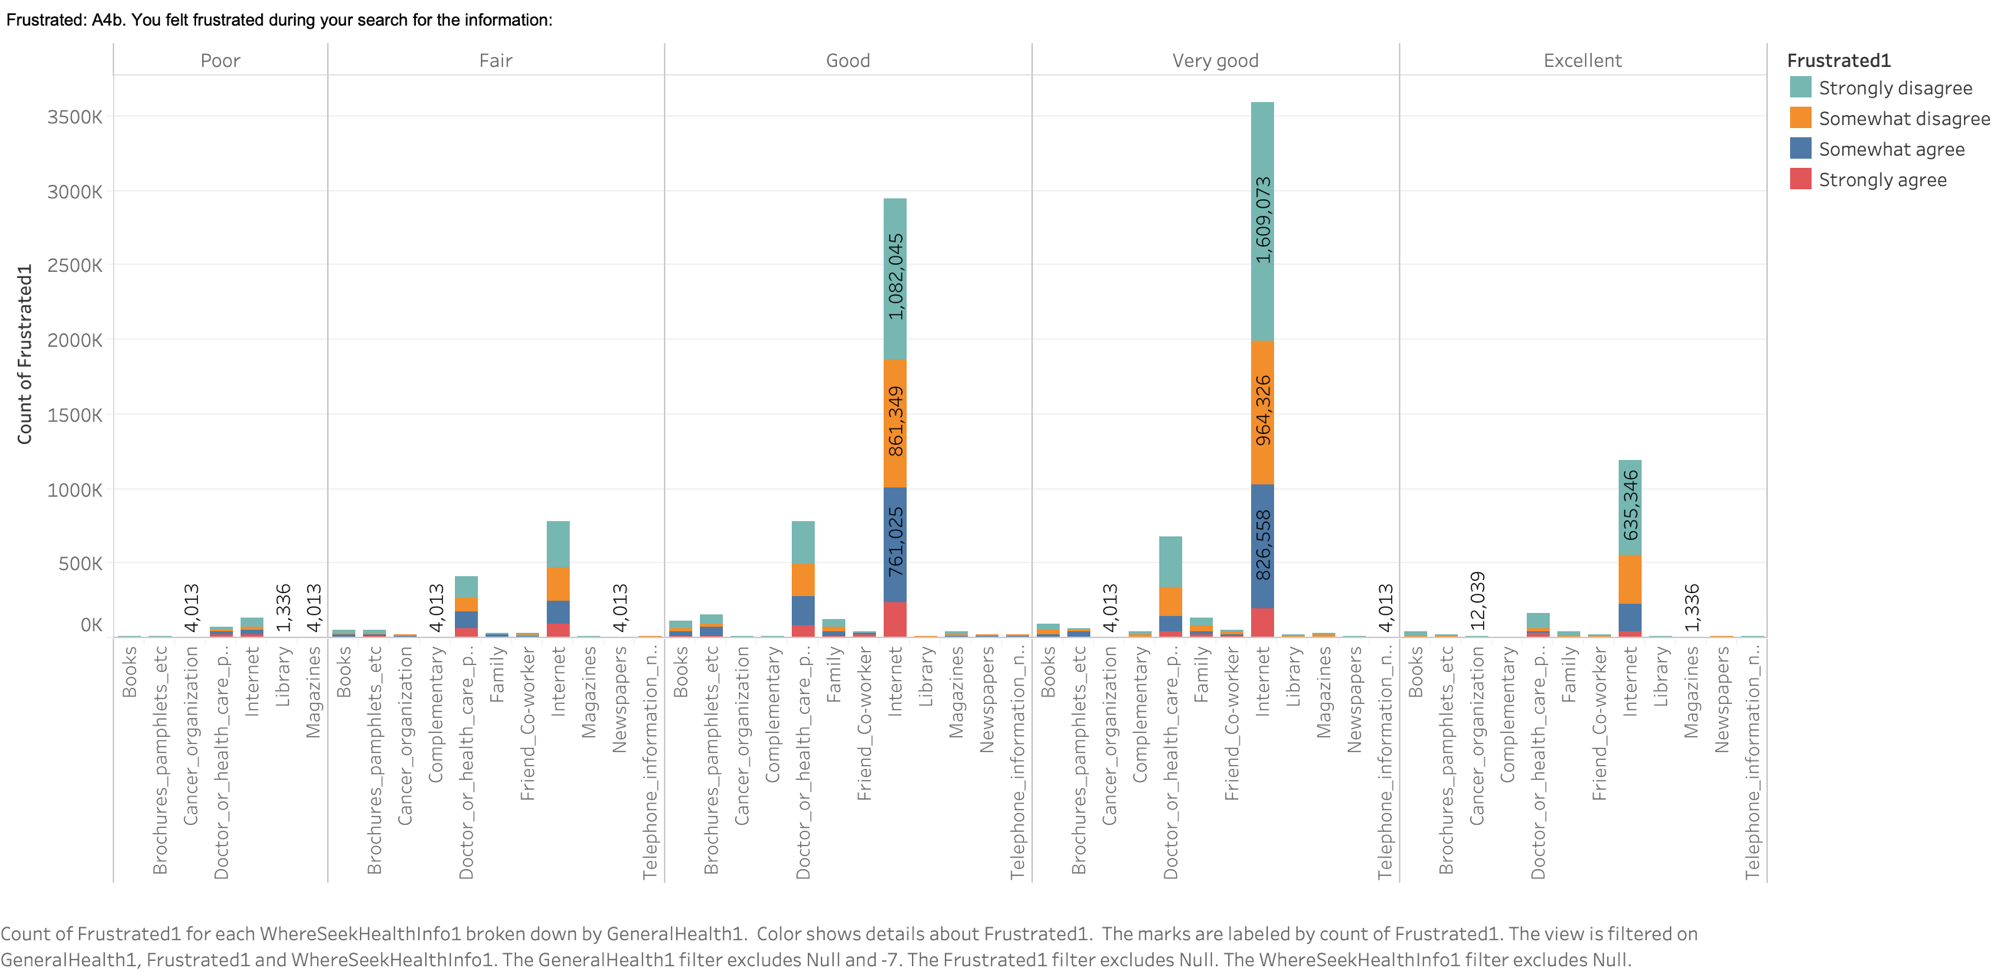 Frustrated: A4b. You felt frustrated during your search for the information:
Poor
Fair
Good
Very good
Excellent
Count of Frustrated1
3500K
3000K
2500K
2000K
1500K
1000K
500K
0K
4,013
1,336
4,013
4,013
4,013
1,082,045
861,349
761,025
4,013
1,609,073
964,326
826,558
4,013
12,039
635,346
1,336
Books
Brochures_pamphlets_etc
Cancer_organization
Doctor_or_health_care_p..
Internet
Library
Magazines
Books
Brochures_pamphlets_etc
Cancer_organization
Complementary
Doctor_or_health_care_p..
Family
Friend_Co-worker
Internet
Magazines
Newspapers
Telephone_information_n..
Books
Brochures_pamphlets_etc
Cancer_organization
Complementary
Doctor_or_health_care_p..
Family
Friend_Co-worker
Internet
Library
Magazines
Newspapers
Telephone_information_n..
Books
Brochures_pamphlets_etc
Cancer_organization
Complementary
Doctor_or_health_care_p..
Family
Friend_Co-worker
Internet
Library
Magazines
Newspapers
Telephone_information_n..
Books
Brochures_pamphlets_etc
Cancer_organization
Complementary
Doctor_or_health_care_p..
Family
Friend_Co-worker
Internet
Library
Magazines
Newspapers
Telephone_information_n..
Frustrated1
Strongly disagree
Somewhat disagree
Somewhat agree
Strongly agree
Count of Frustrated1 for each WhereSeekHealthInfo1 broken down by GeneralHealth1.  Color shows details about Frustrated1.  The marks are labeled by count of Frustrated1. The view is filtered on
GeneralHealth1, Frustrated1 and WhereSeekHealthInfo1. The GeneralHealth1 filter excludes Null and -7. The Frustrated1 filter excludes Null. The WhereSeekHealthInfo1 filter excludes Null.